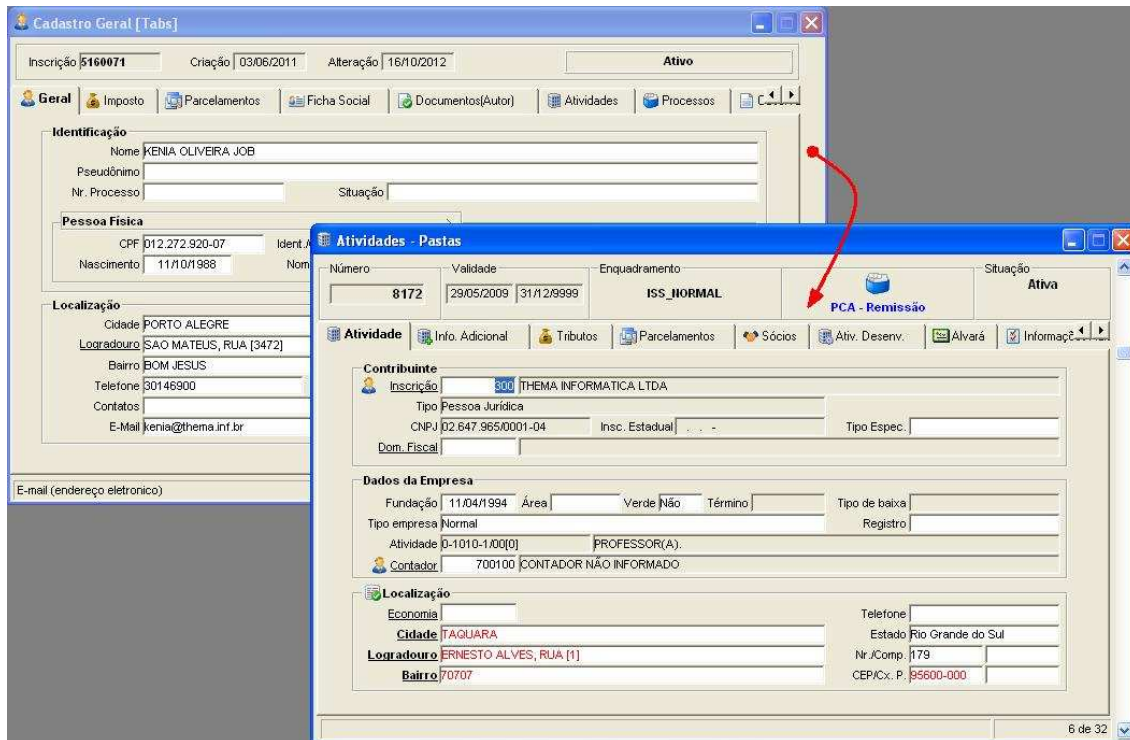 Cadastro Geral [Tabs]
Inscrição 5160071 Criação 03/06/2011 Alteração 16/10/2012 Ativo
Geral Imposto Parcelamentos Ficha Social Documentos(Autor) Atividades Processos
Identificação
Nome KENIA OLIVEIRA JOB
Pseudônimo
Nr. Processo Situação
Pessoa Física
CPF 012.272.920-07 Ident./
Nascimento 11/10/1988 Nom
Localização
Cidade PORTO ALEGRE
Logradouro SAO MATEUS, RUA [3472]
Bairro BOM JESUS
Telefone 30146900
Contatos
E-Mail kenia@thema.inf.br
E-mail (endereço eletronico)
Atividades - Pastas
Número Validade Enquadramento Situação
8172 29/05/2009 31/12/9999 ISS_NORMAL Ativa
PCA - Remissão
Atividade Info. Adicional Tributos Parcelamentos Sócios Ativ. Desenv. Alvará
Contribuinte
Inscrição 300 THEMA INFORMATICA LTDA
Tipo Pessoa Jurídica
CNPJ 02.647.965/0001-04 Insc. Estadual . . - Tipo Espec.
Dom. Fiscal
Dados da Empresa
Fundação 11/04/1994 Área Verde Não Término Tipo de baixa
Tipo empresa Normal Registro
Atividade 0-1010-1/00[0] PROFESSOR(A).
Contador 700100 CONTADOR NÃO INFORMADO
Localização
Economia Telefone
Cidade TAQUARA Estado Rio Grande do Sul
Logradouro ERNESTO ALVES, RUA [1] Nr./Comp. 179
Bairro 70707 CEP/Cx. P. 95600-000
6 de 32